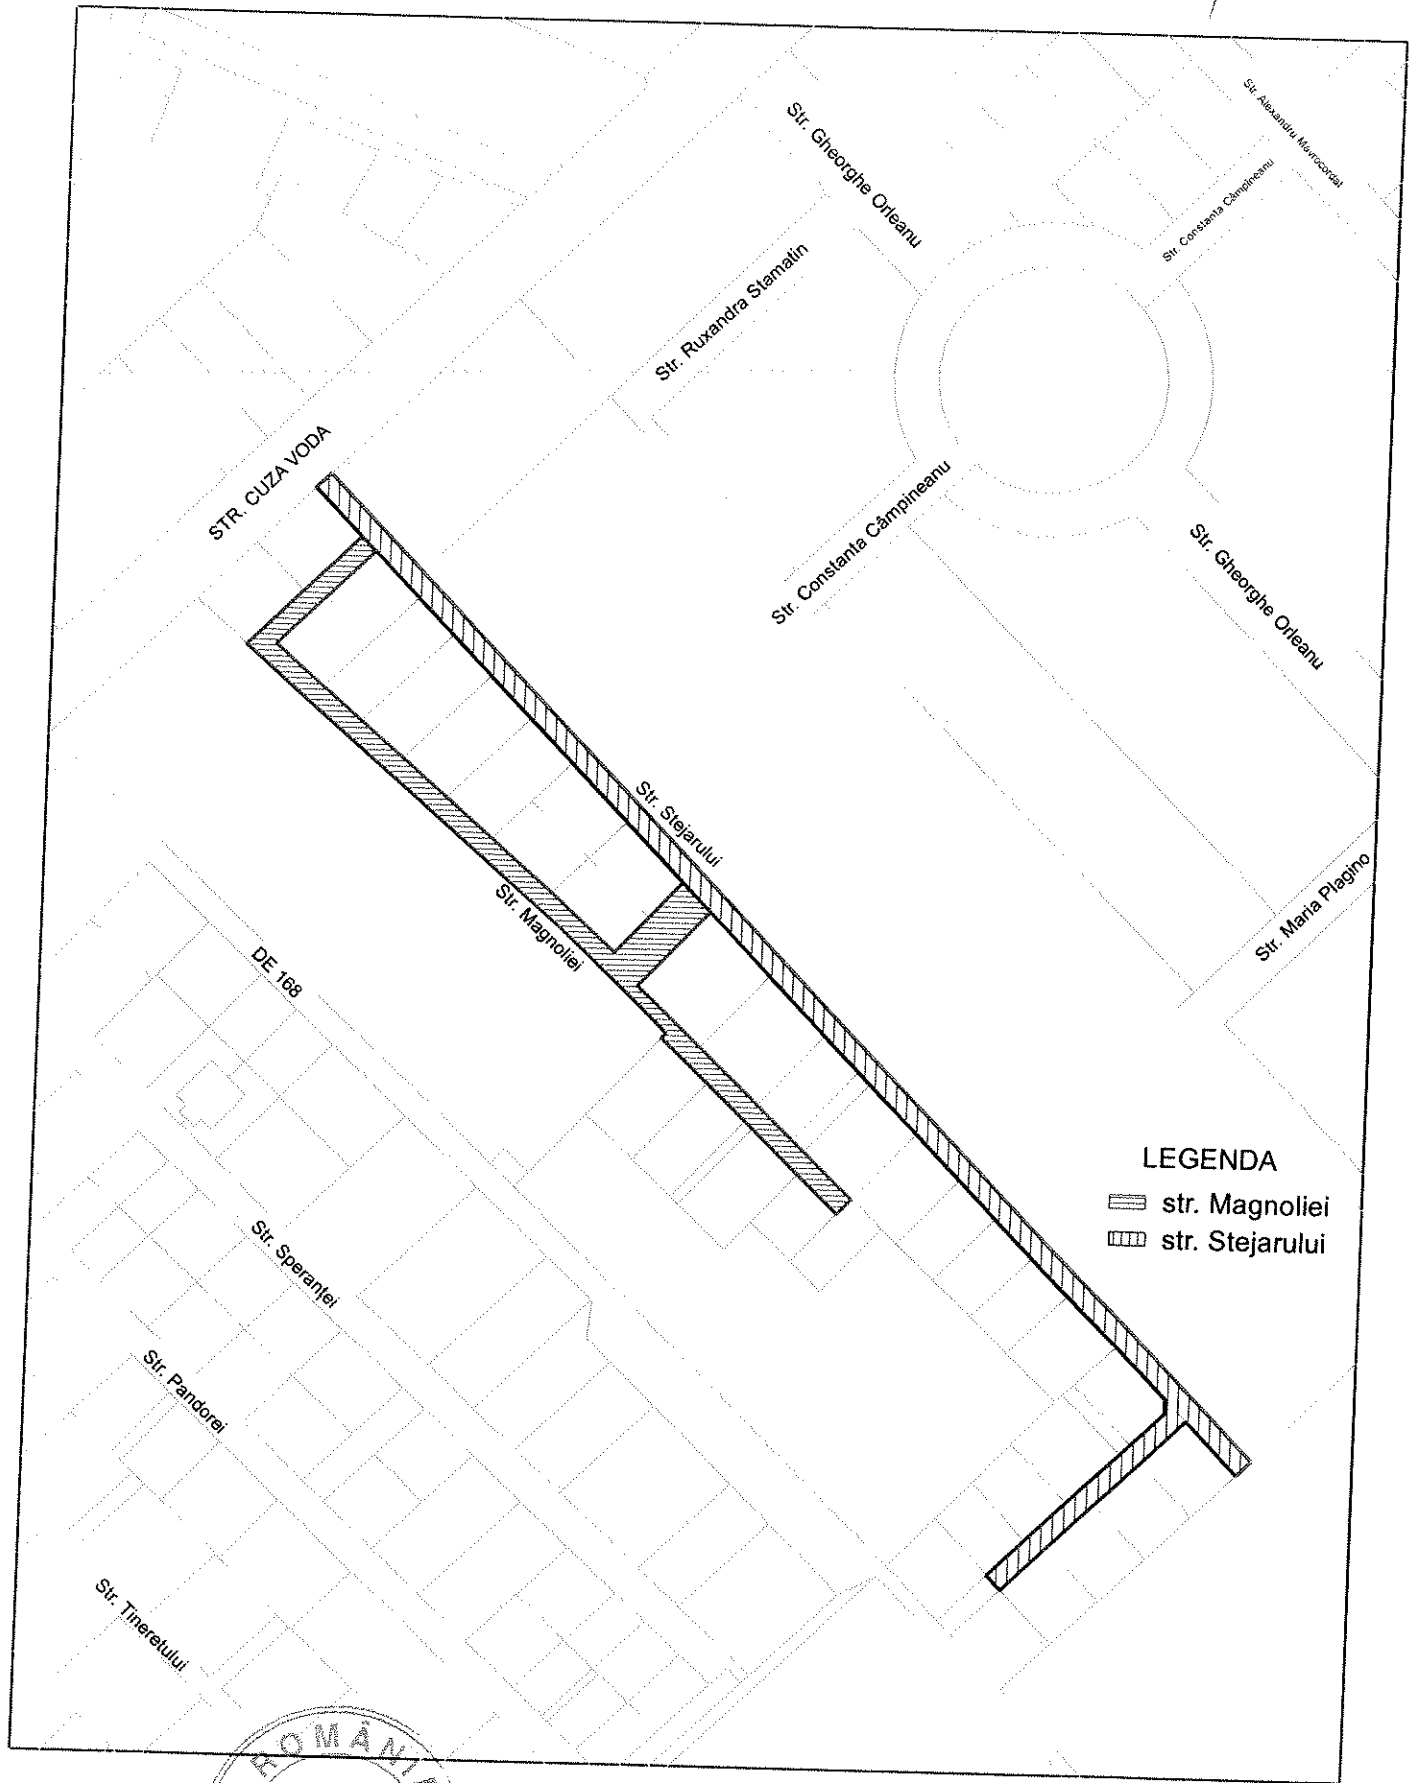 Str. Alexandru Mavrocordat
Str. Gheorghe Orleanu
Str. Constanta Câmpineanu
Str. Ruxandra Stamatin
STR. CUZA VODA
Str. Constanta Câmpineanu
Str. Gheorghe Orleanu
Str. Stejarului
Str. Magnoliei
Str. Maria Plagino
DE 168
LEGENDA
str. Magnoliei
str. Stejarului
Str. Speranţei
Str. Pandorei
Str. Tineretului
ROMÂNI